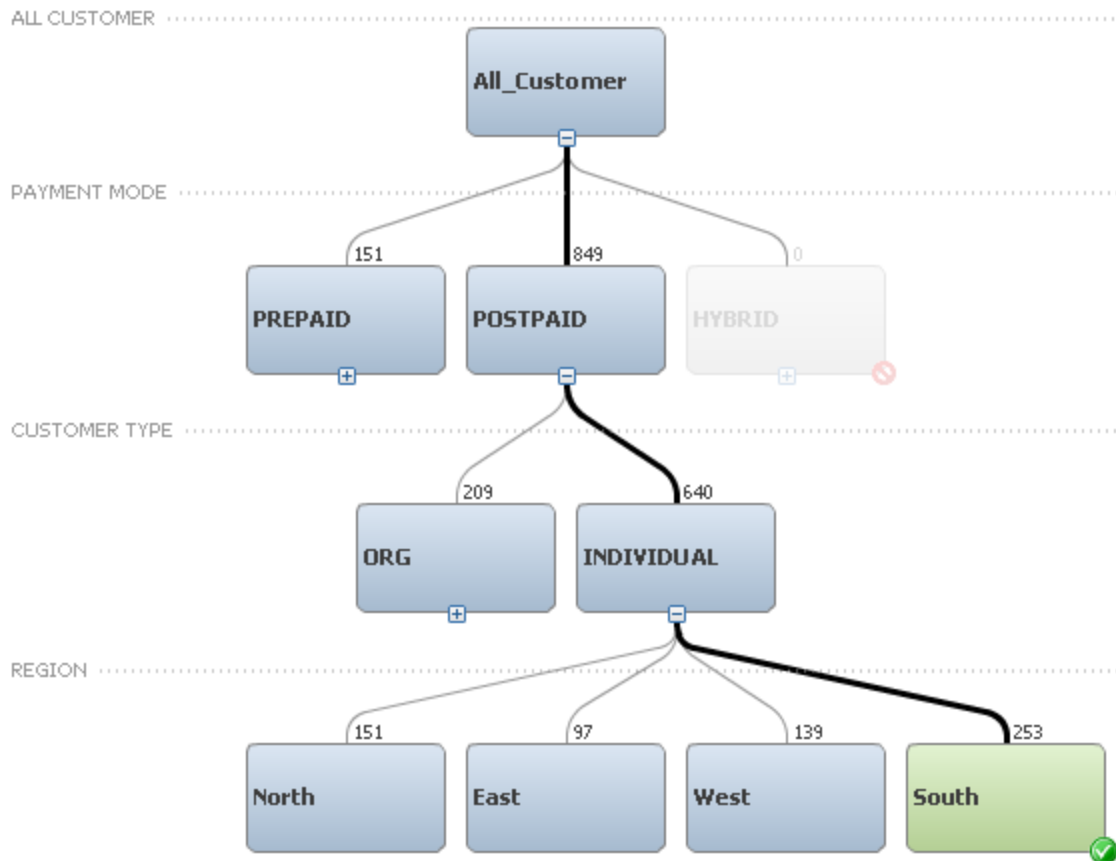 ALL CUSTOMER
All_Customer
PAYMENT MODE
151 849 0
PREPAID POSTPAID HYBRID
CUSTOMER TYPE
209 640
ORG INDIVIDUAL
REGION
151 97 139 253
North East West South